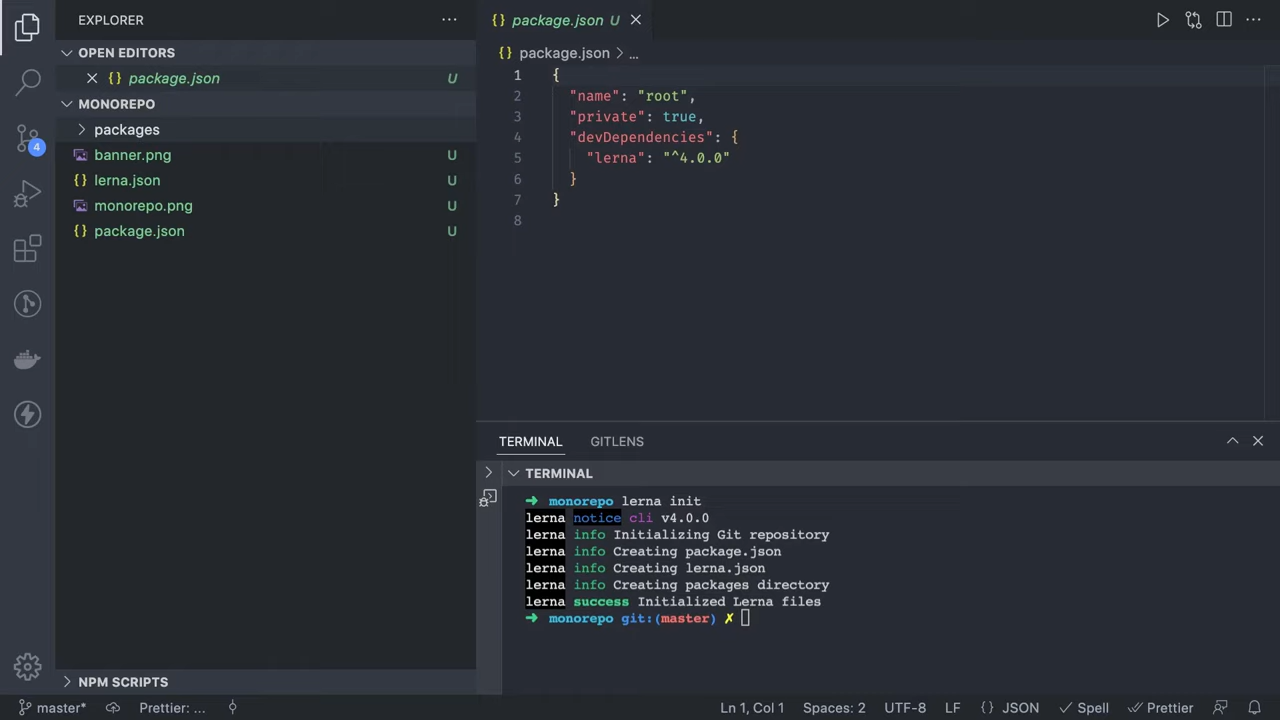 EXPLORER
OPEN EDITORS
package.json U
MONOREPO
packages
banner.png U
lerna.json U
monorepo.png U
package.json U
NPM SCRIPTS
4
package.json U
{} package.json > ...
1 {
2 "name": "root",
3 "private": true,
4 "devDependencies": {
5 "lerna": "^4.0.0"
6 }
7 }
8
TERMINAL GITLENS
TERMINAL
➜ monorepo lerna init
lerna notice cli v4.0.0
lerna info Initializing Git repository
lerna info Creating package.json
lerna info Creating lerna.json
lerna info Creating packages directory
lerna success Initialized Lerna files
➜ monorepo git:(master) ✗
master* Prettier: ... Ln 1, Col 1 Spaces: 2 UTF-8 LF {} JSON Spell Prettier